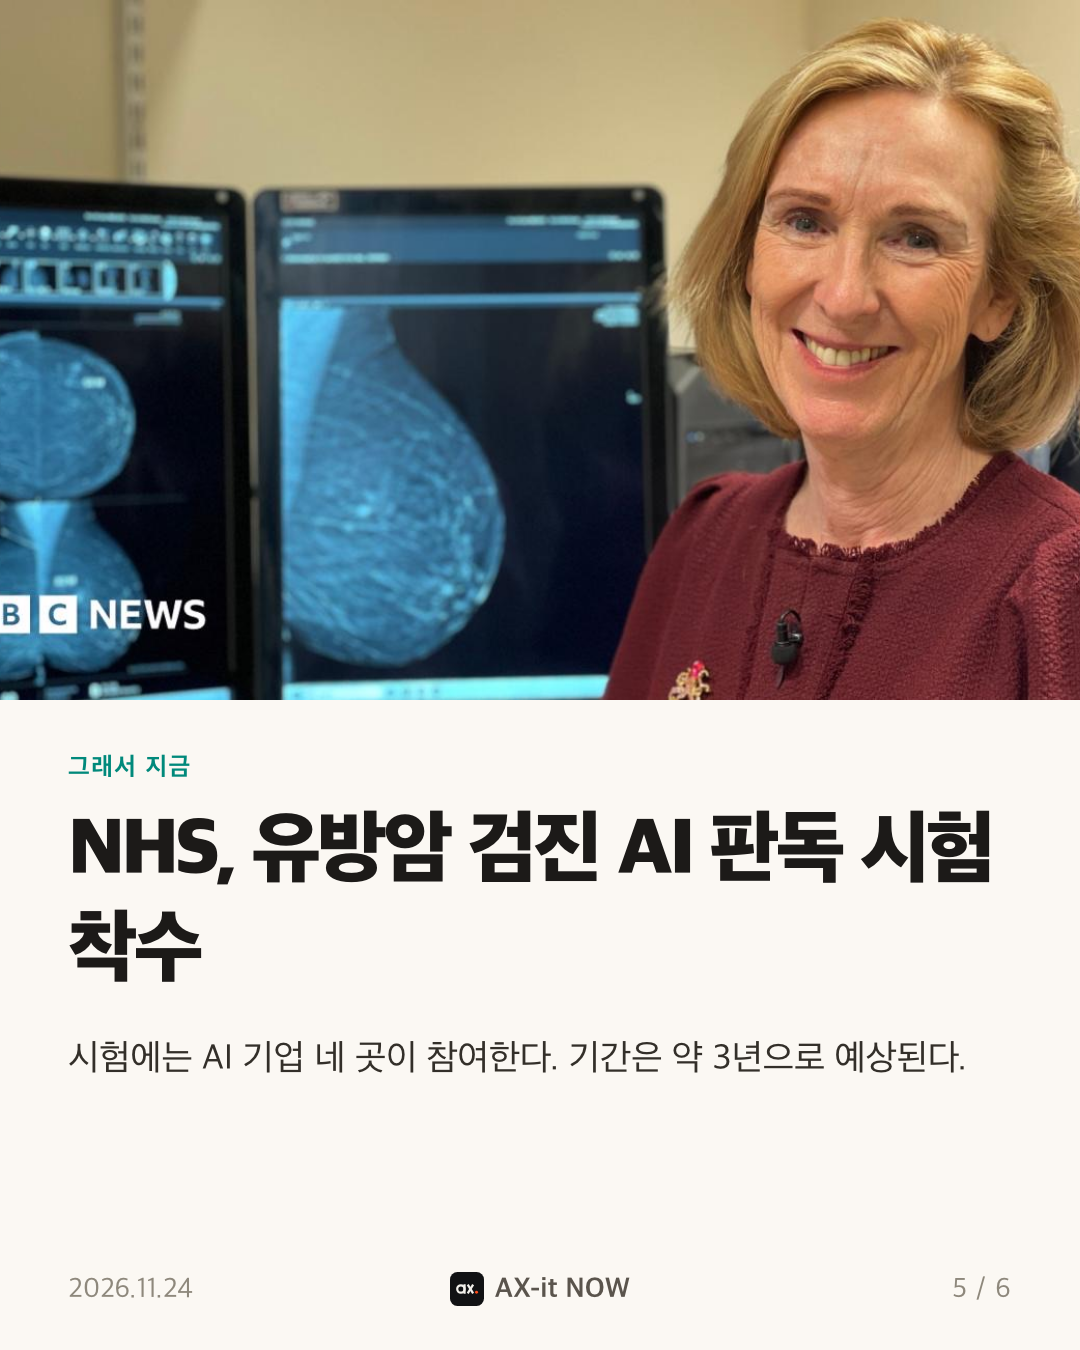 B C NEWS
그래서 지금
NHS, 유방암 검진 AI 판독 시험
착수
시험에는 AI 기업 네 곳이 참여한다. 기간은 약 3년으로 예상된다.
2026.11.24
ax. AX-it NOW
5 / 6